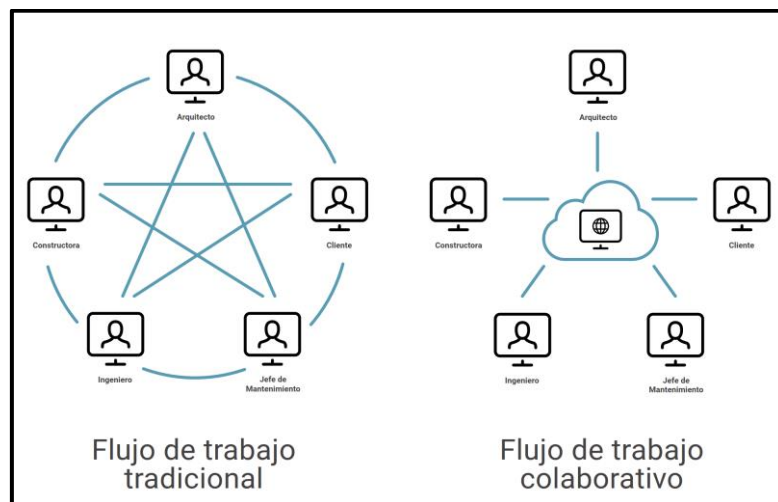 Arquitecto
Constructora
Cliente
Ingeniero
Jefe de
Mantenimiento
Flujo de trabajo
tradicional
Arquitecto
Constructora
Cliente
Ingeniero
Jefe de
Mantenimiento
Flujo de trabajo
colaborativo